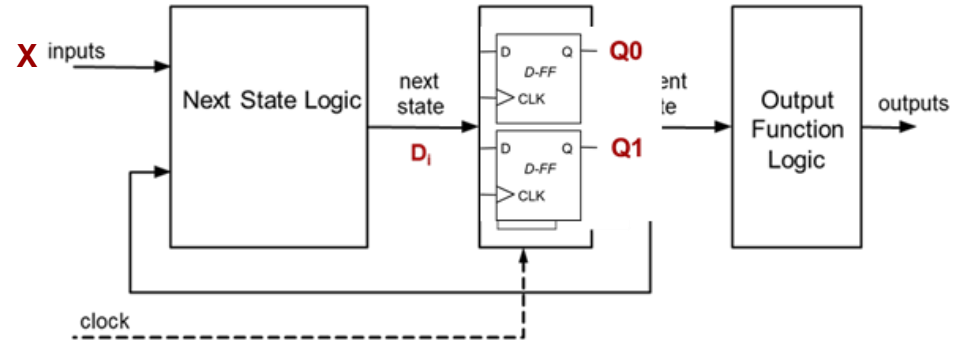 X inputs
Next State Logic
next
state
Di
D Q
D-FF
CLK
Q0
D Q
D-FF
CLK
Q1
Output
Function
Logic
outputs
clock